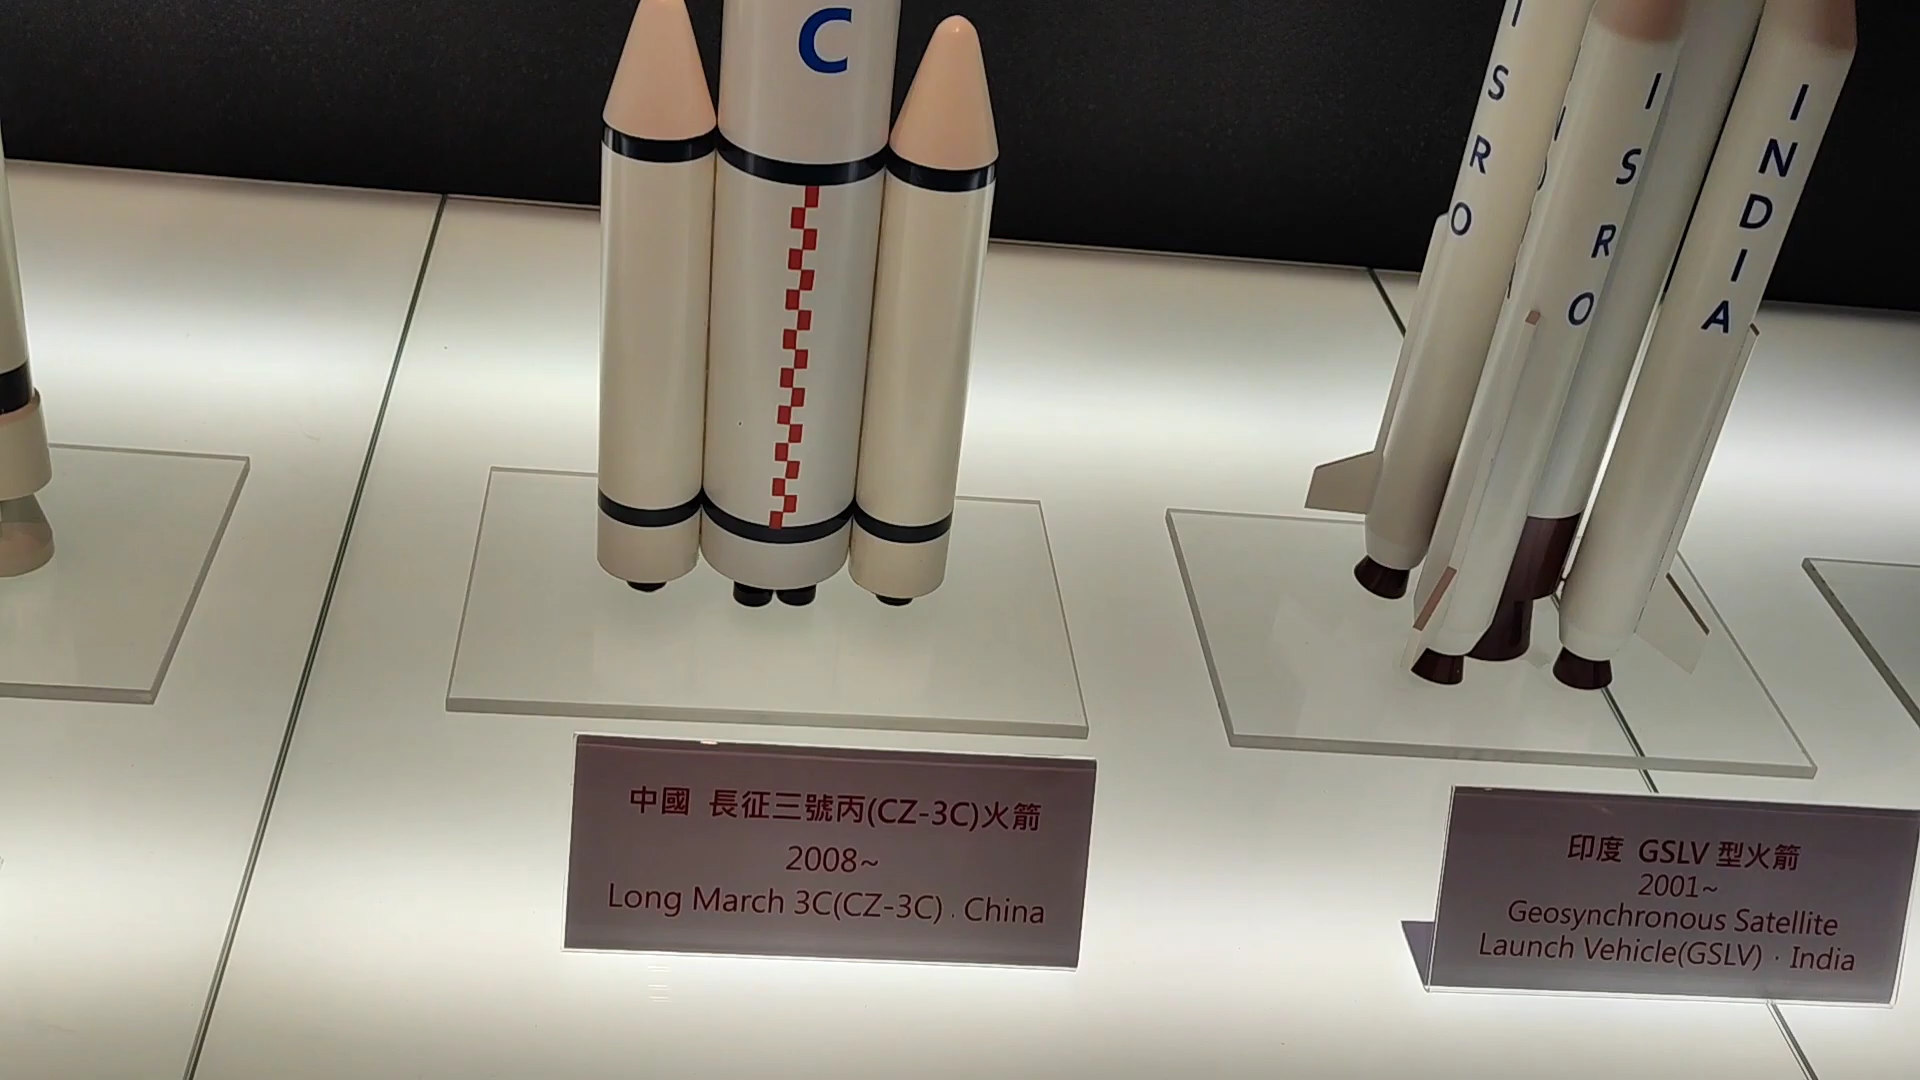 C
ISRO
ISRO
INDIA
中國 長征三號丙(CZ-3C)火箭
2008~
Long March 3C(CZ-3C) . China
印度 GSLV 型火箭
2001~
Geosynchronous Satellite
Launch Vehicle(GSLV) · India